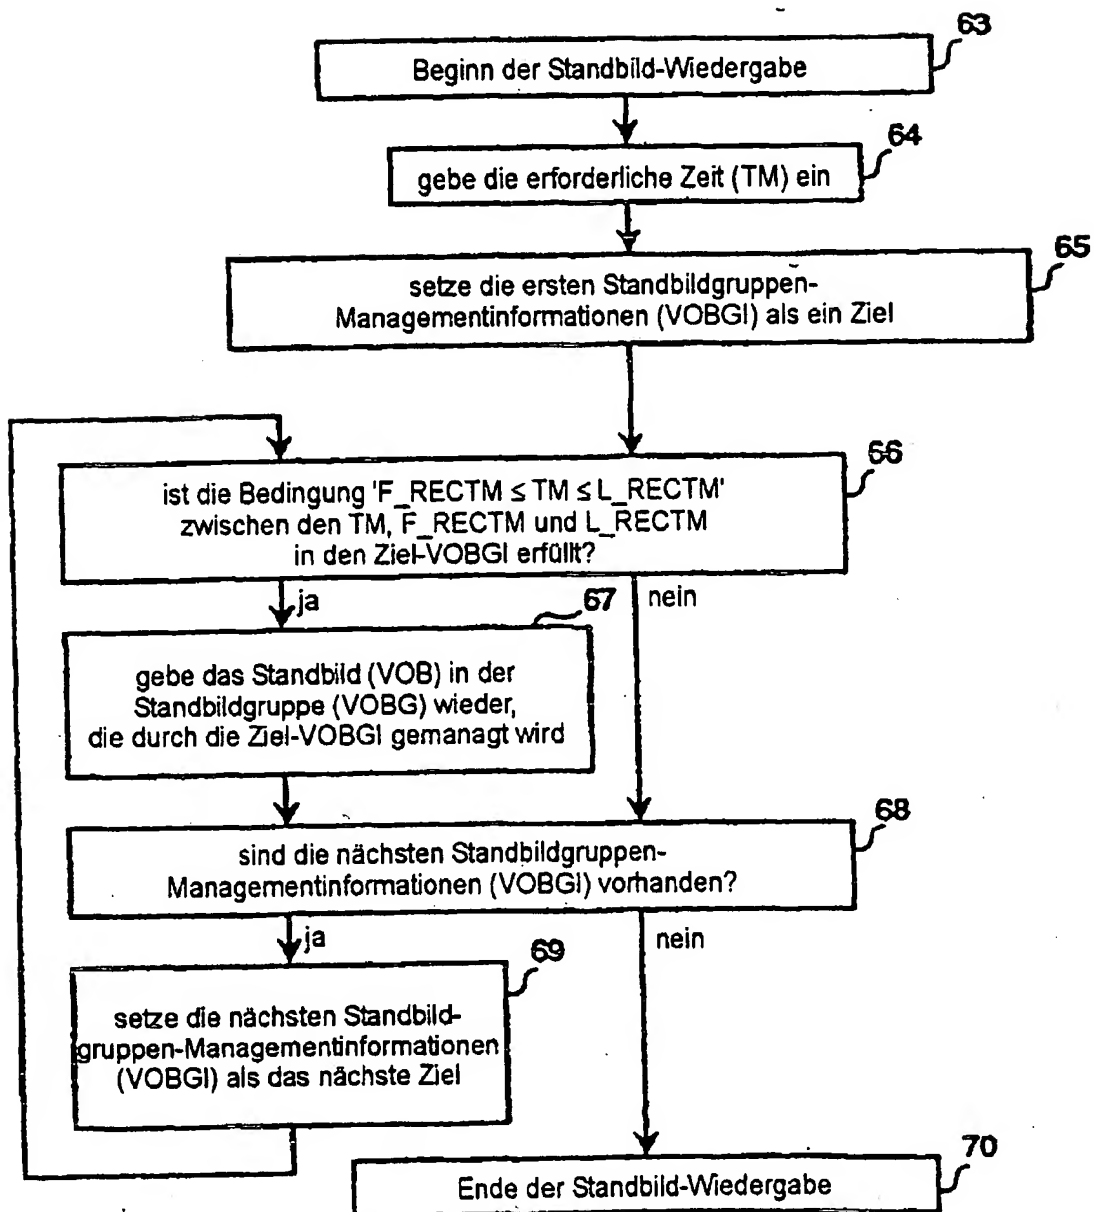 63
Beginn der Standbild-Wiedergabe
64
gebe die erforderliche Zeit (TM) ein
65
setze die ersten Standbildgruppen-
Managementinformationen (VOBGI) als ein Ziel
66
ist die Bedingung 'F_RECTM ≤ TM ≤ L_RECTM'
zwischen den TM, F_RECTM und L_RECTM
in den Ziel-VOBGI erfüllt?
ja
nein
67
gebe das Standbild (VOB) in der
Standbildgruppe (VOBG) wieder,
die durch die Ziel-VOBGI gemanagt wird
68
sind die nächsten Standbildgruppen-
Managementinformationen (VOBGI) vorhanden?
ja
nein
69
setze die nächsten Standbild-
gruppen-Managementinformationen
(VOBGI) als das nächste Ziel
70
Ende der Standbild-Wiedergabe